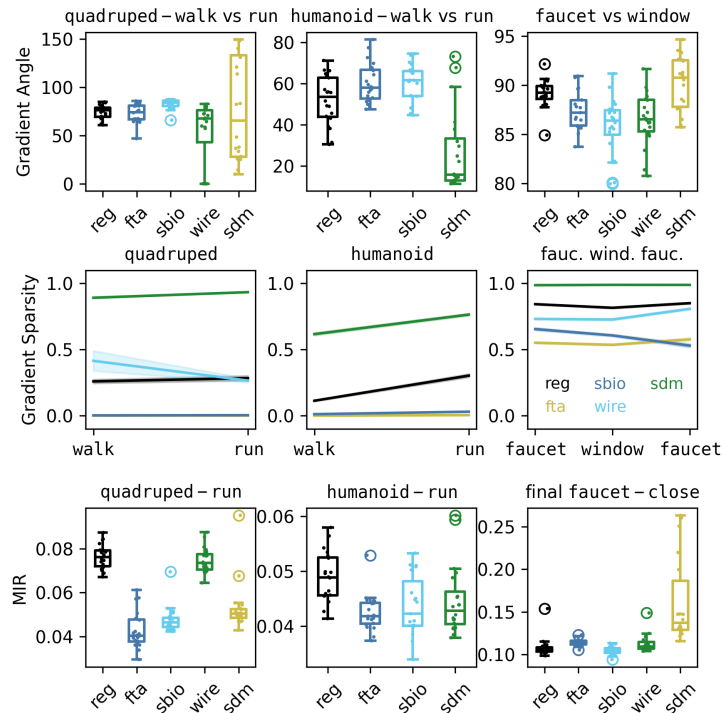 quadruped – walk vs run
humanoid – walk vs run
faucet vs window
Gradient Angle
150
100
50
0
80
60
40
20
95
90
85
80
reg fta sbio wire sdm
reg fta sbio wire sdm
reg fta sbio wire sdm
quadruped
humanoid
fauc. wind. fauc.
Gradient Sparsity
1.0
0.5
0.0
1.0
0.5
0.0
1.0
0.5
0.0
reg sbio sdm
fta wire
walk run
walk run
faucet window faucet
quadruped – run
humanoid – run
final faucet – close
MIR
0.08
0.06
0.04
0.06
0.05
0.04
0.25
0.20
0.15
0.10
reg fta sbio wire sdm
reg fta sbio sdm
reg fta sbio wire sdm